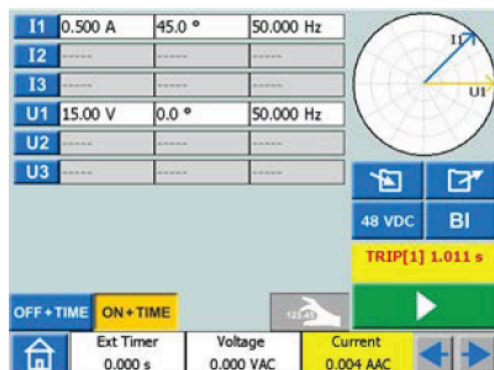 I1 0.500 A 45.0 ° 50.000 Hz
I2 ----- ----- -----
I3 ----- ----- -----
U1 15.00 V 0.0 ° 50.000 Hz
U2 ----- ----- -----
U3 ----- ----- -----
I1
U1
48 VDC BI
TRIP[1] 1.011 s
OFF+TIME ON+TIME 123.45
Ext Timer Voltage Current
0.000 s 0.000 VAC 0.004 AAC